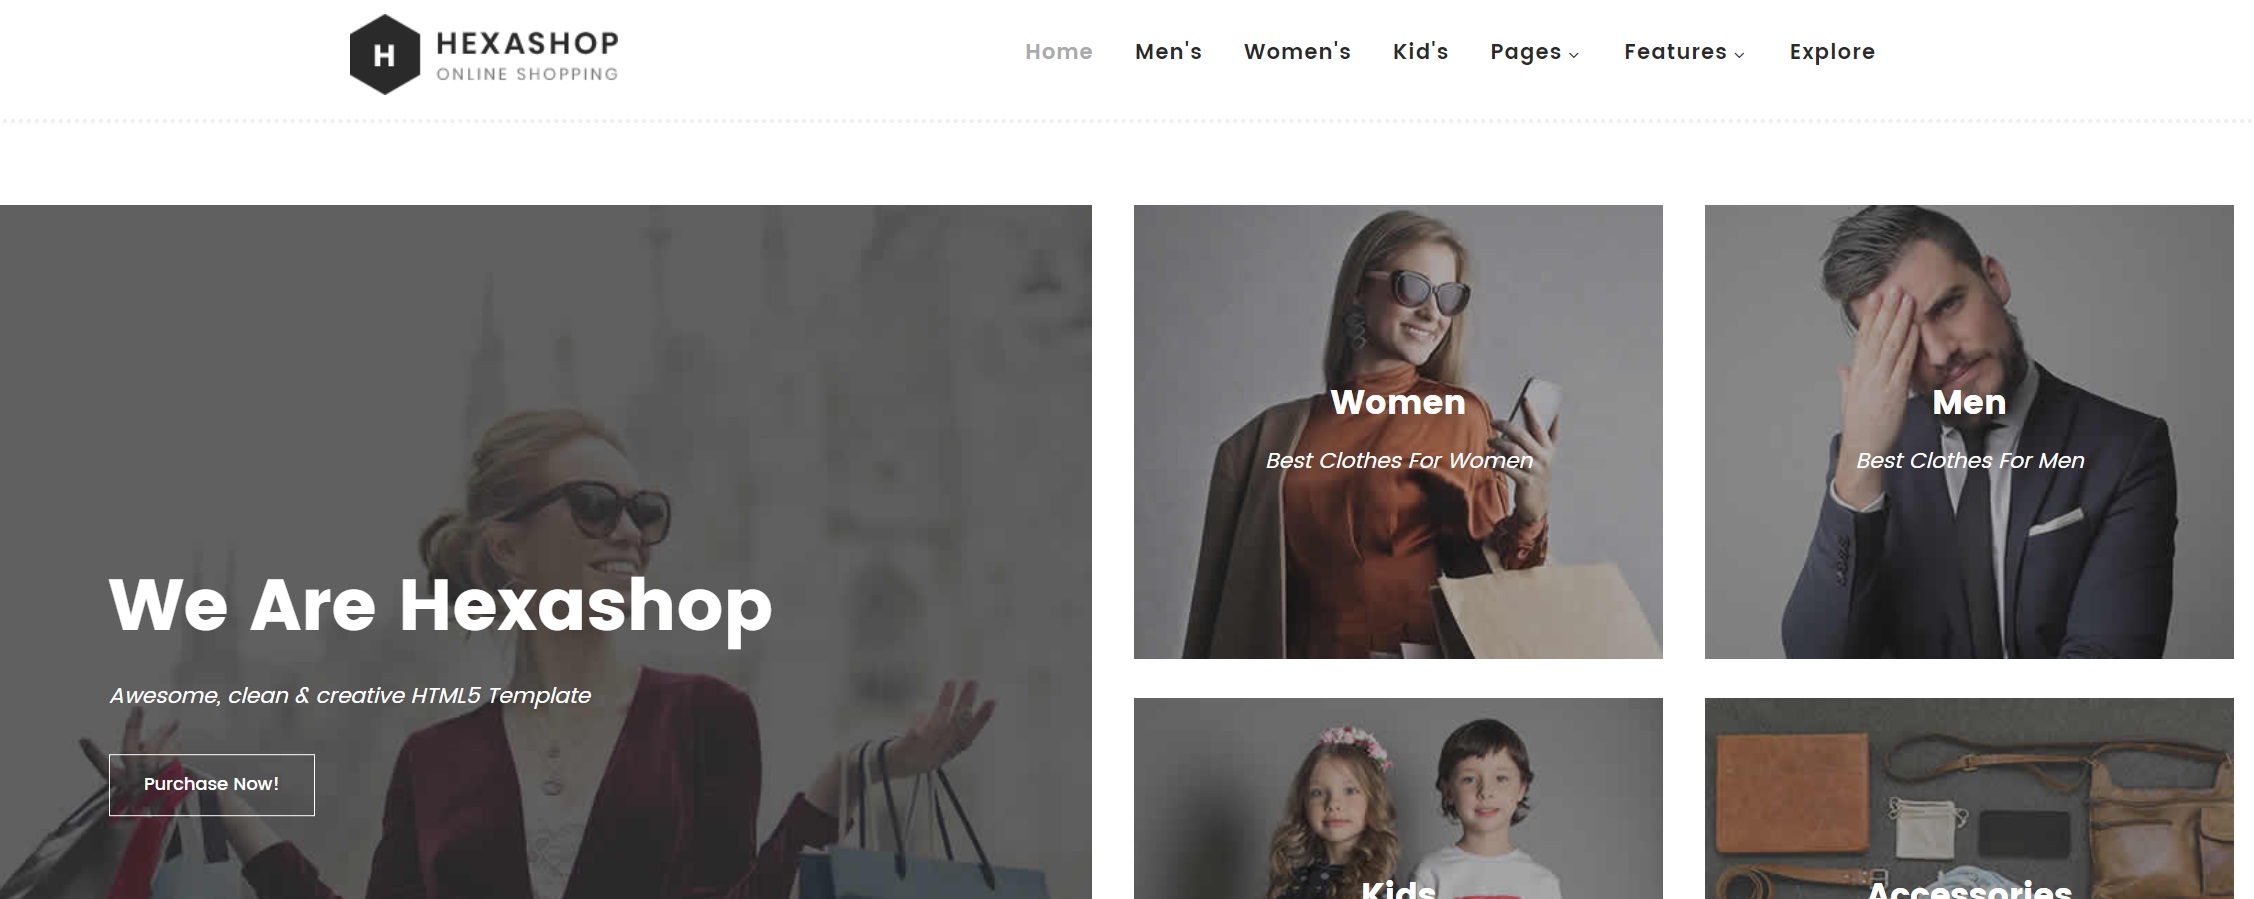 H
HEXASHOP
ONLINE SHOPPING
Home Men's Women's Kid's Pages Features Explore
We Are Hexashop
Awesome, clean & creative HTML5 Template
Purchase Now!
Women
Best Clothes For Women
Men
Best Clothes For Men
Kids
Accessories